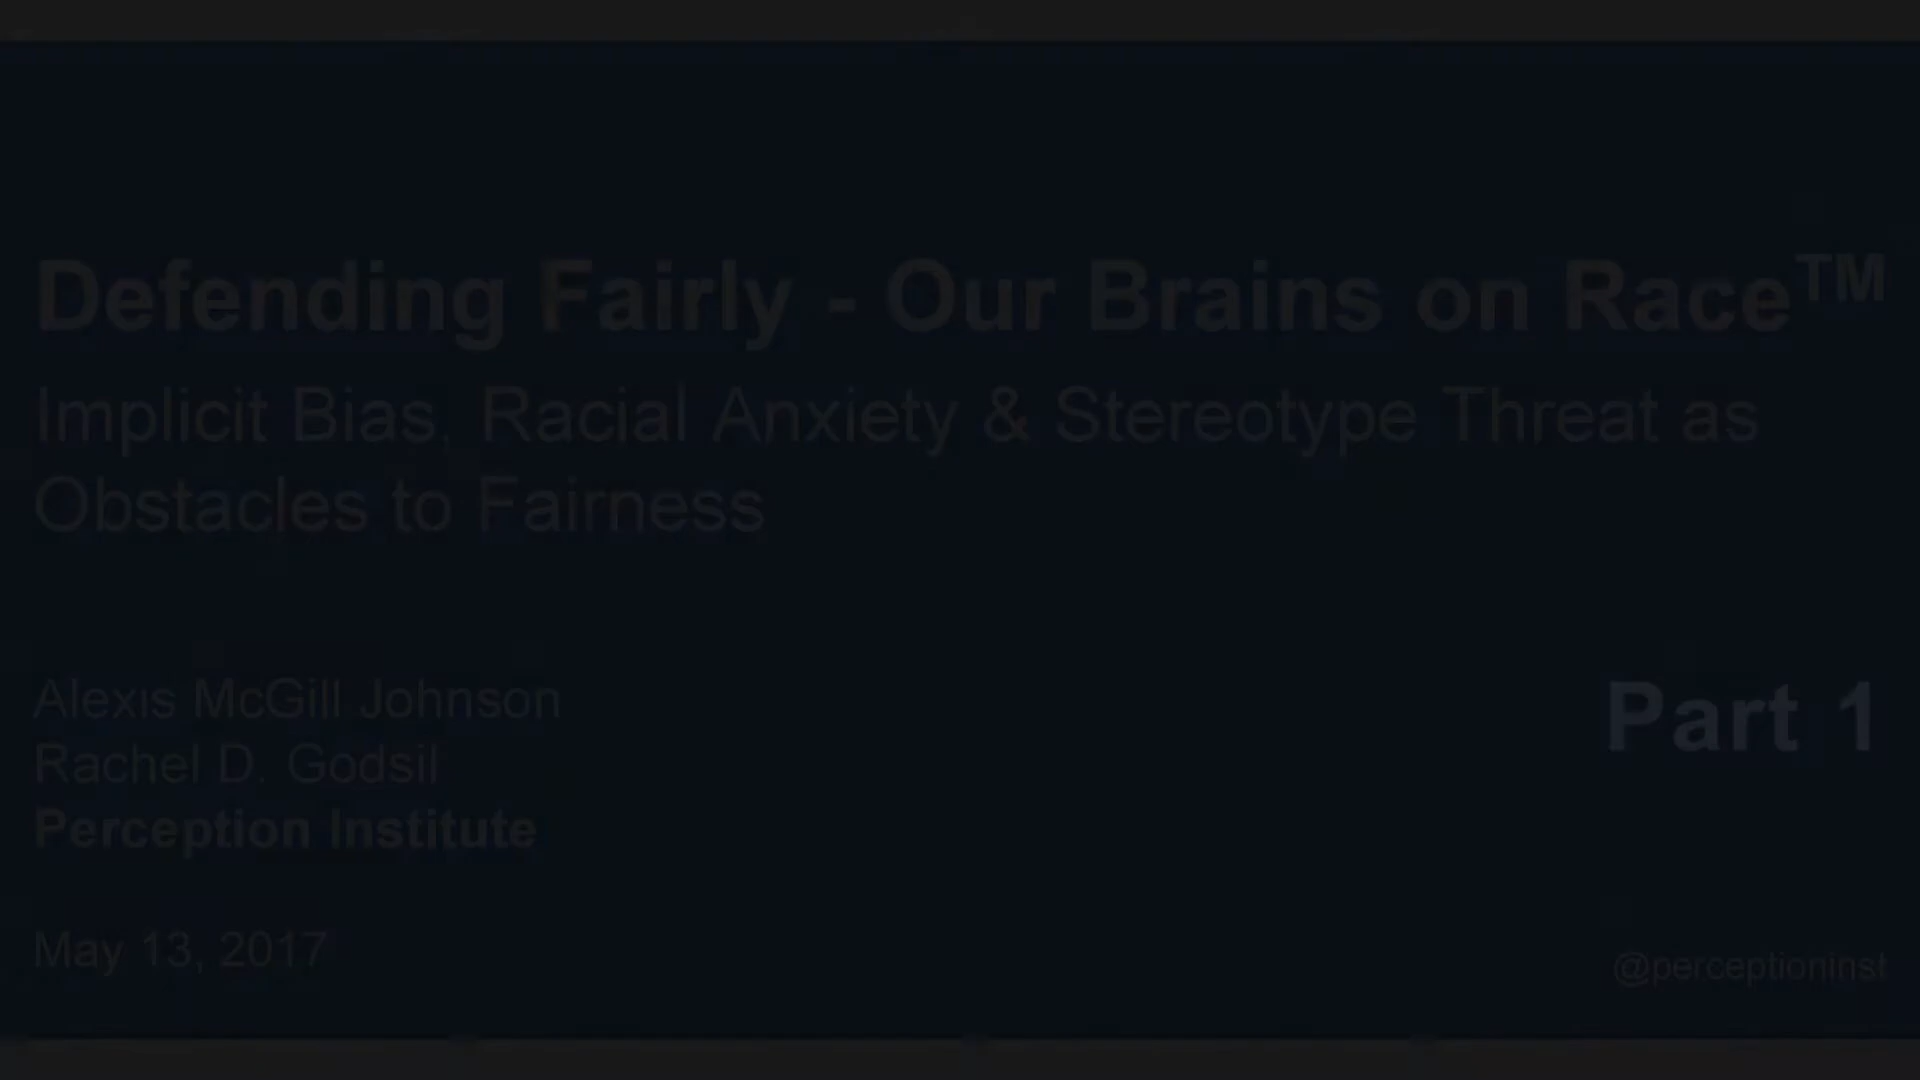 Defending Fairly - Our Brains on Race™
Implicit Bias, Racial Anxiety & Stereotype Threat as
Obstacles to Fairness
Alexis McGill Johnson
Rachel D. Godsil
Perception Institute
Part 1
May 13, 2017
@perceptioninst